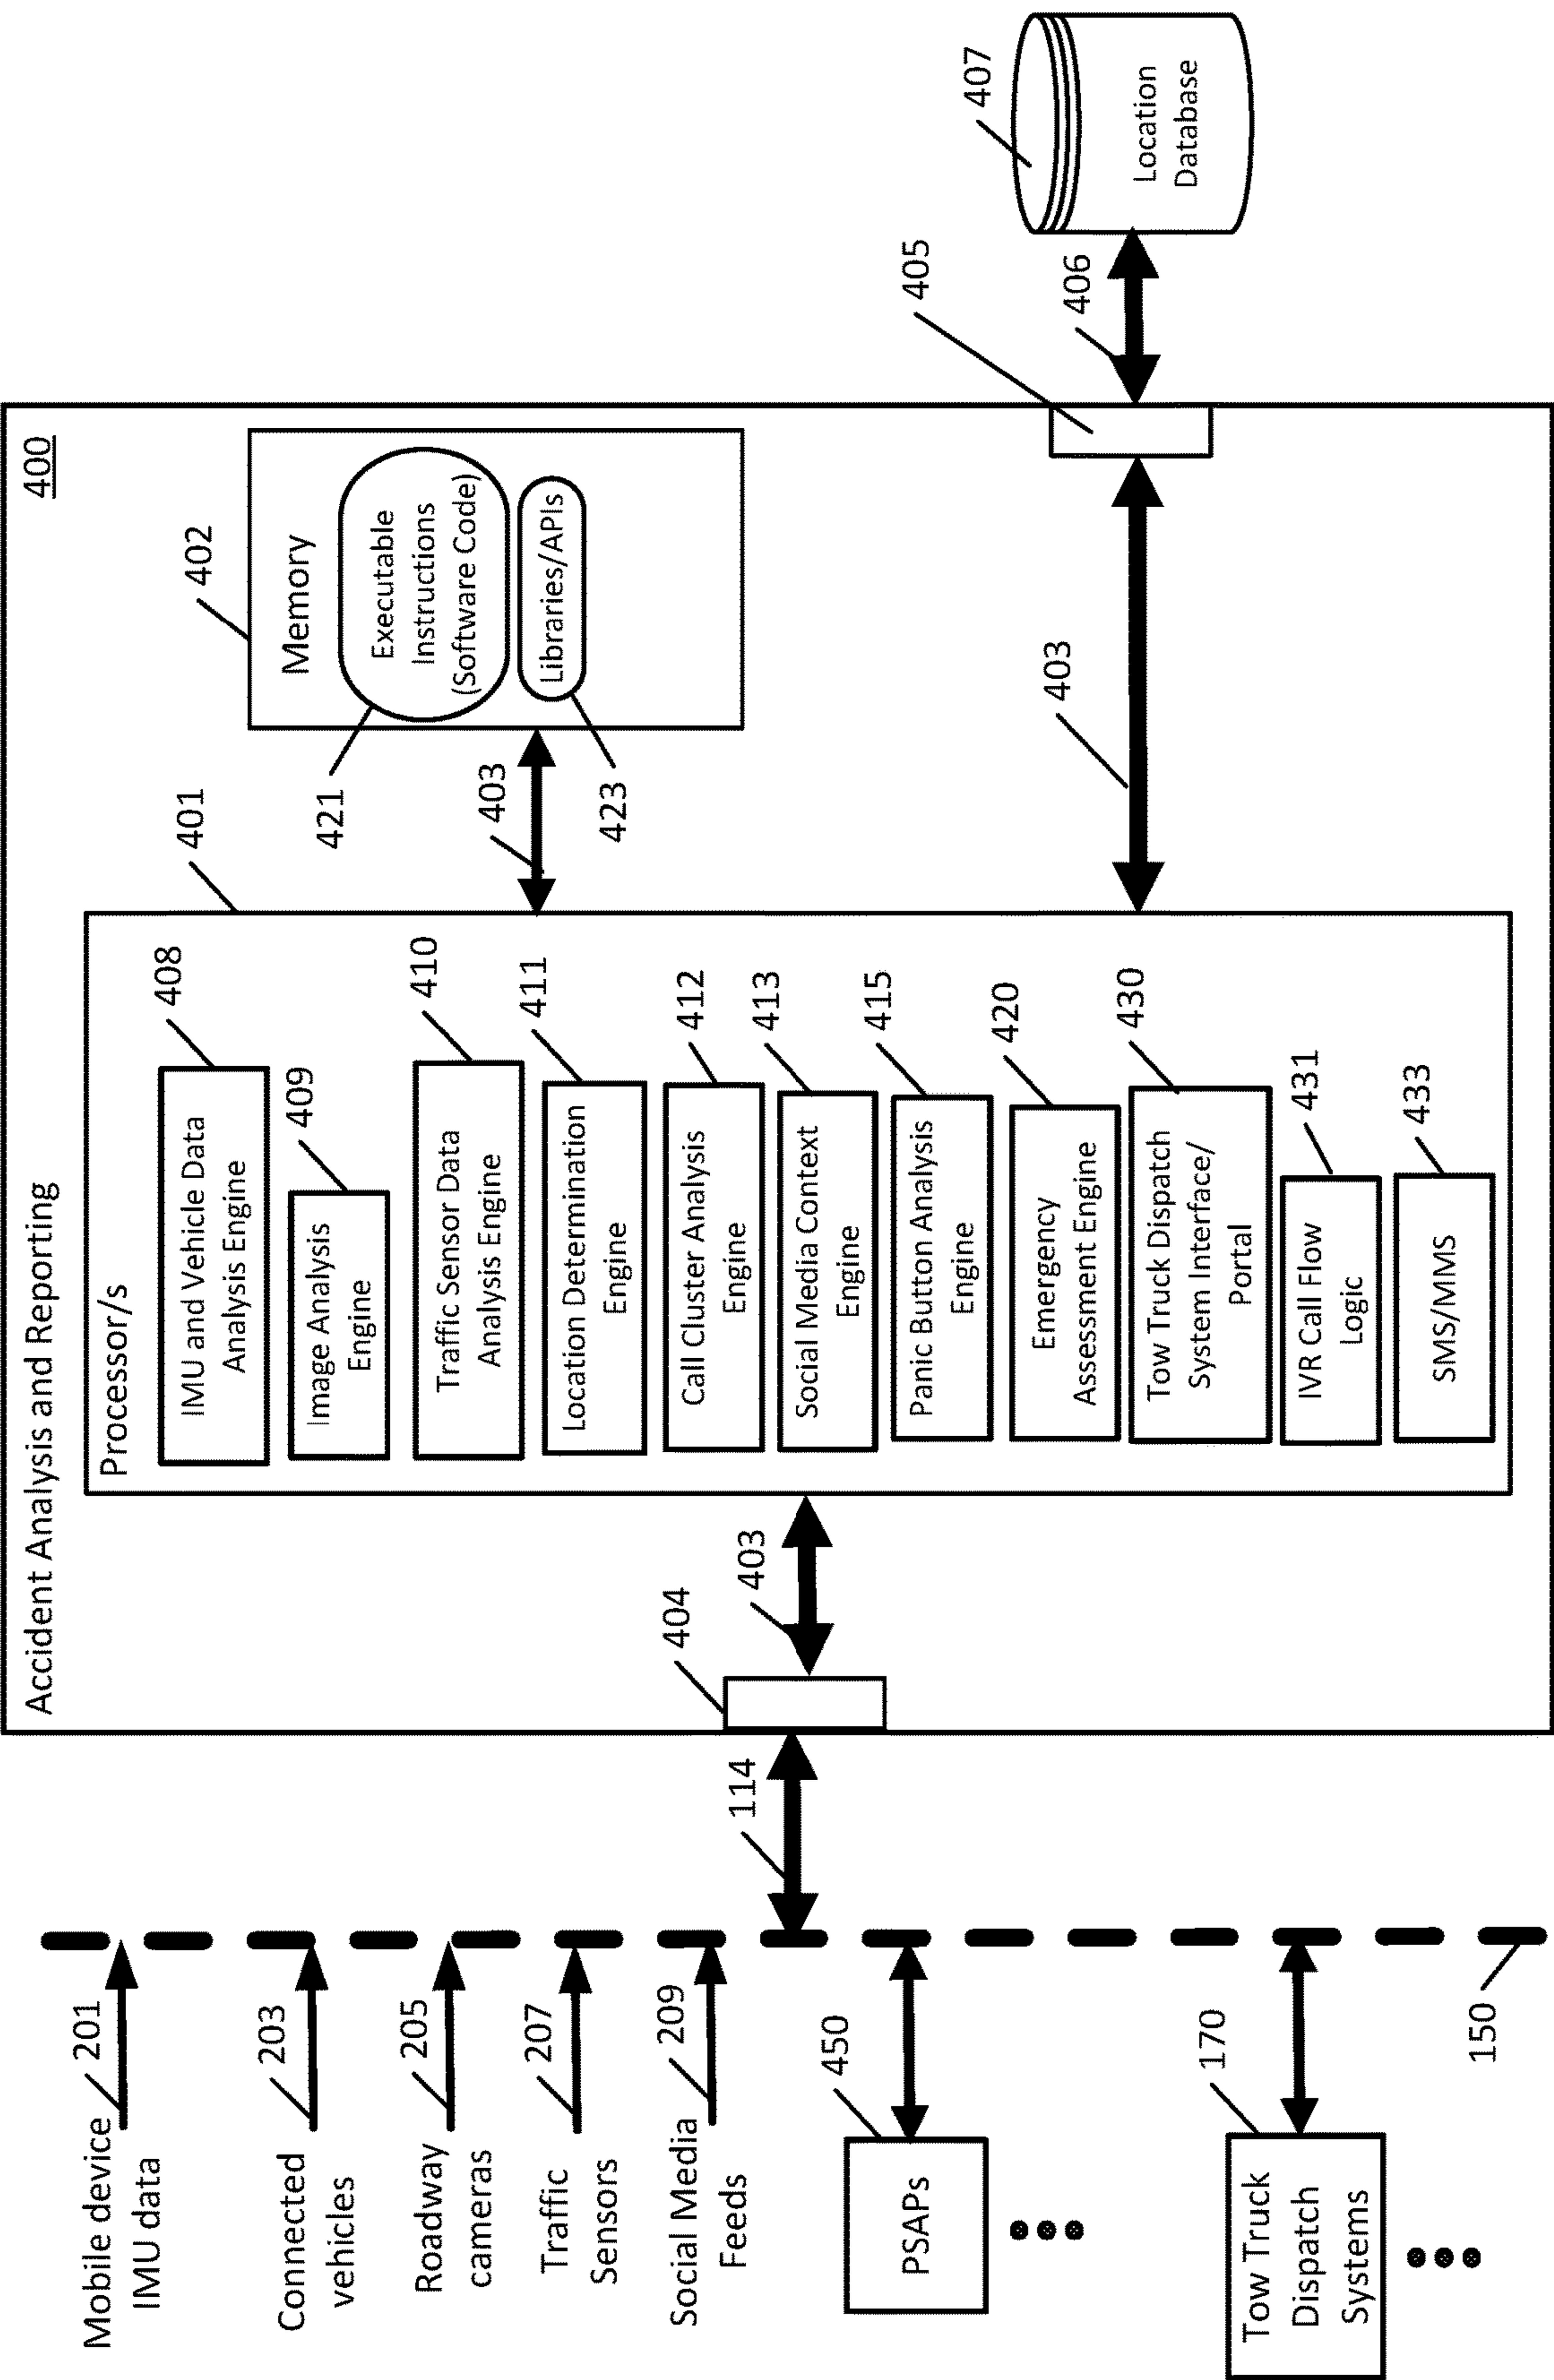 Accident Analysis and Reporting
400
Mobile device
IMU data
201
Connected
vehicles
203
Roadway
cameras
205
Traffic
Sensors
207
Social Media
Feeds
209
PSAPs
450
Tow Truck
Dispatch
Systems
170
150
114
404
403
Processor/s
401
IMU and Vehicle Data
Analysis Engine
408
Image Analysis
Engine
409
Traffic Sensor Data
Analysis Engine
410
Location Determination
Engine
411
Call Cluster Analysis
Engine
412
Social Media Context
Engine
413
Panic Button Analysis
Engine
415
Emergency
Assessment Engine
420
Tow Truck Dispatch
System Interface/
Portal
430
IVR Call Flow
Logic
431
SMS/MMS
433
403
402
Memory
Executable
Instructions
(Software Code)
421
Libraries/APIs
423
403
405
406
407
Location
Database